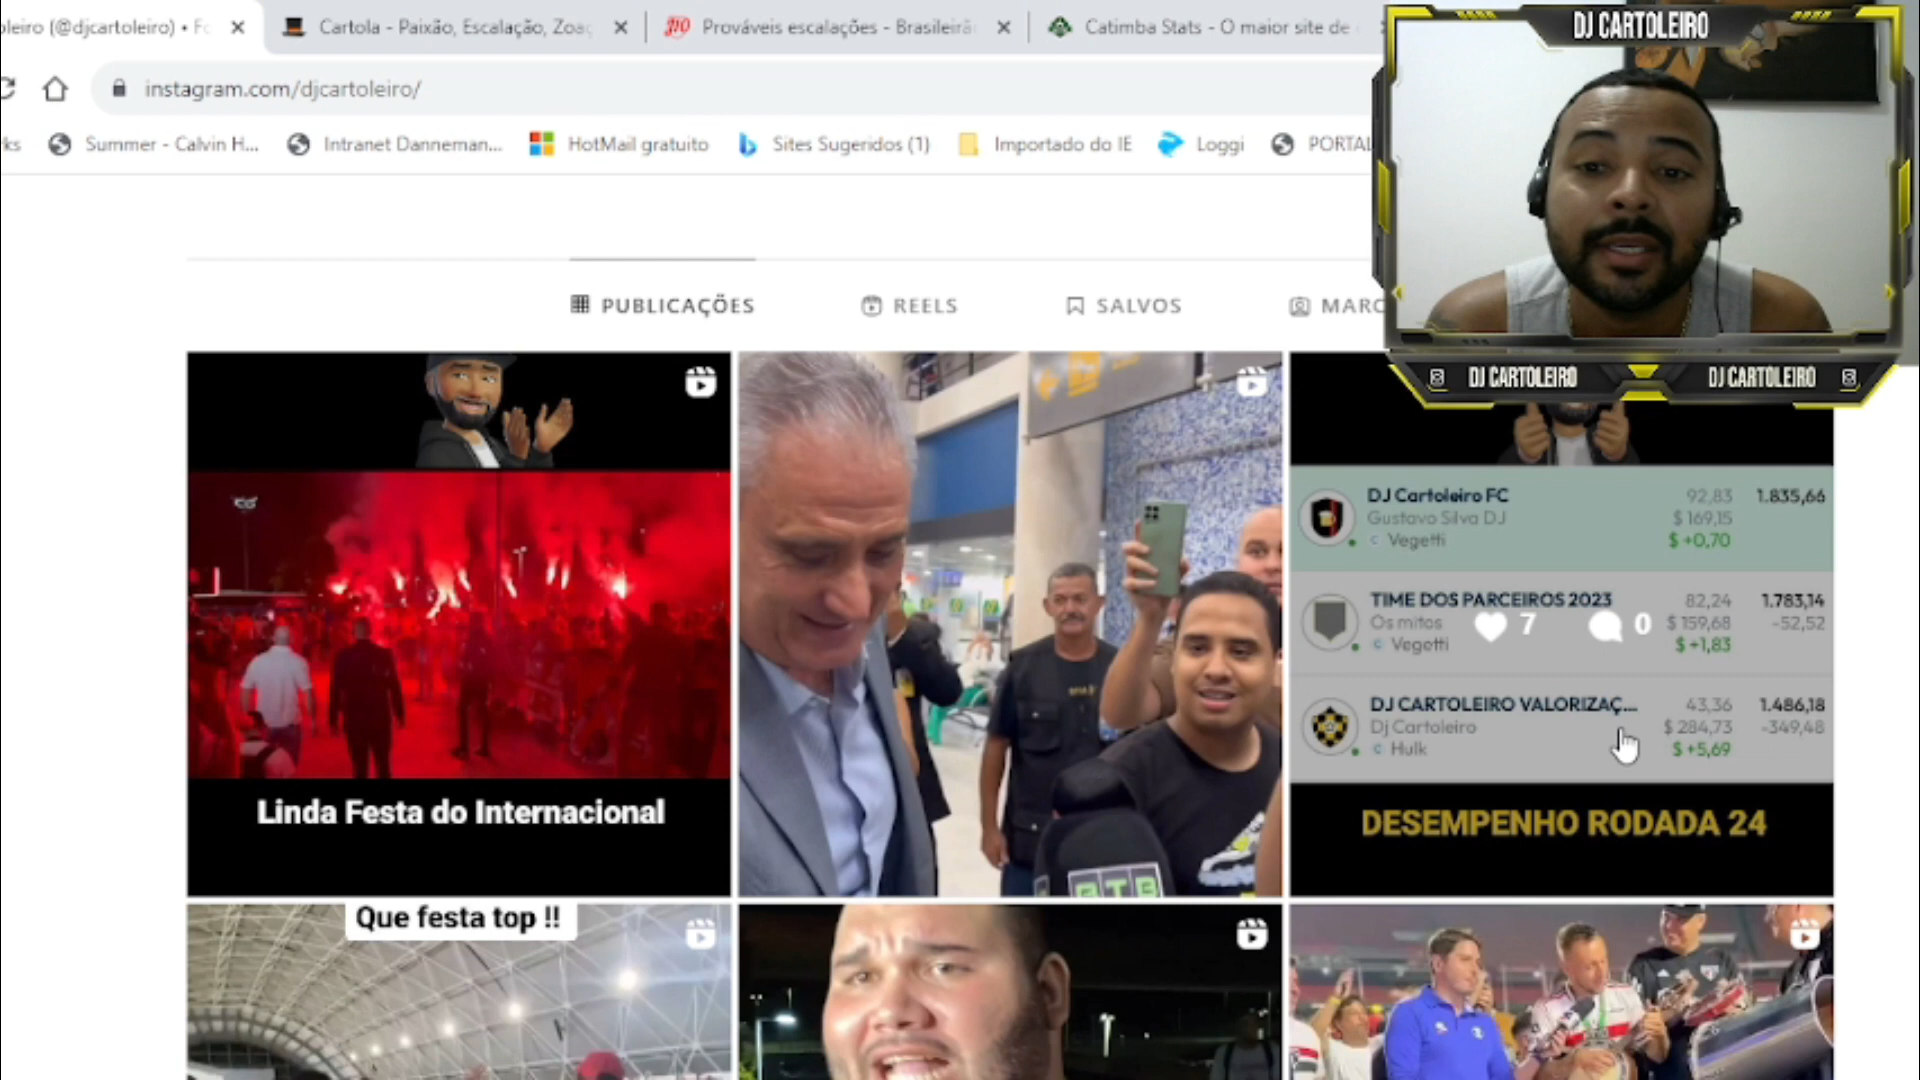 oleiro (@djcartoleiro) • Fo
Cartola - Paixão, Escalação, Zoaç
Prováveis escalações - Brasileirã
Catimba Stats - O maior site de
instagram.com/djcartoleiro/
ks
Summer - Calvin H...
Intranet Danneman...
HotMail gratuito
Sites Sugeridos (1)
Importado do IE
Loggi
PORTAL
DJ CARTOLEIRO
DJ CARTOLEIRO
DJ CARTOLEIRO
PUBLICAÇÕES
REELS
SALVOS
MARC
Linda Festa do Internacional
DJ Cartoleiro FC 92,83 1.835,66
Gustavo Silva DJ $ 169,15
C Vegetti $ +0,70
TIME DOS PARCEIROS 2023 82,24 1.783,14
Os mitos 7 0 $ 159,68 -52,52
C Vegetti $ +1,83
DJ CARTOLEIRO VALORIZAÇ... 43,36 1.486,18
Dj Cartoleiro $ 284,73 -349,48
C Hulk $ +5,69
DESEMPENHO RODADA 24
Que festa top !!